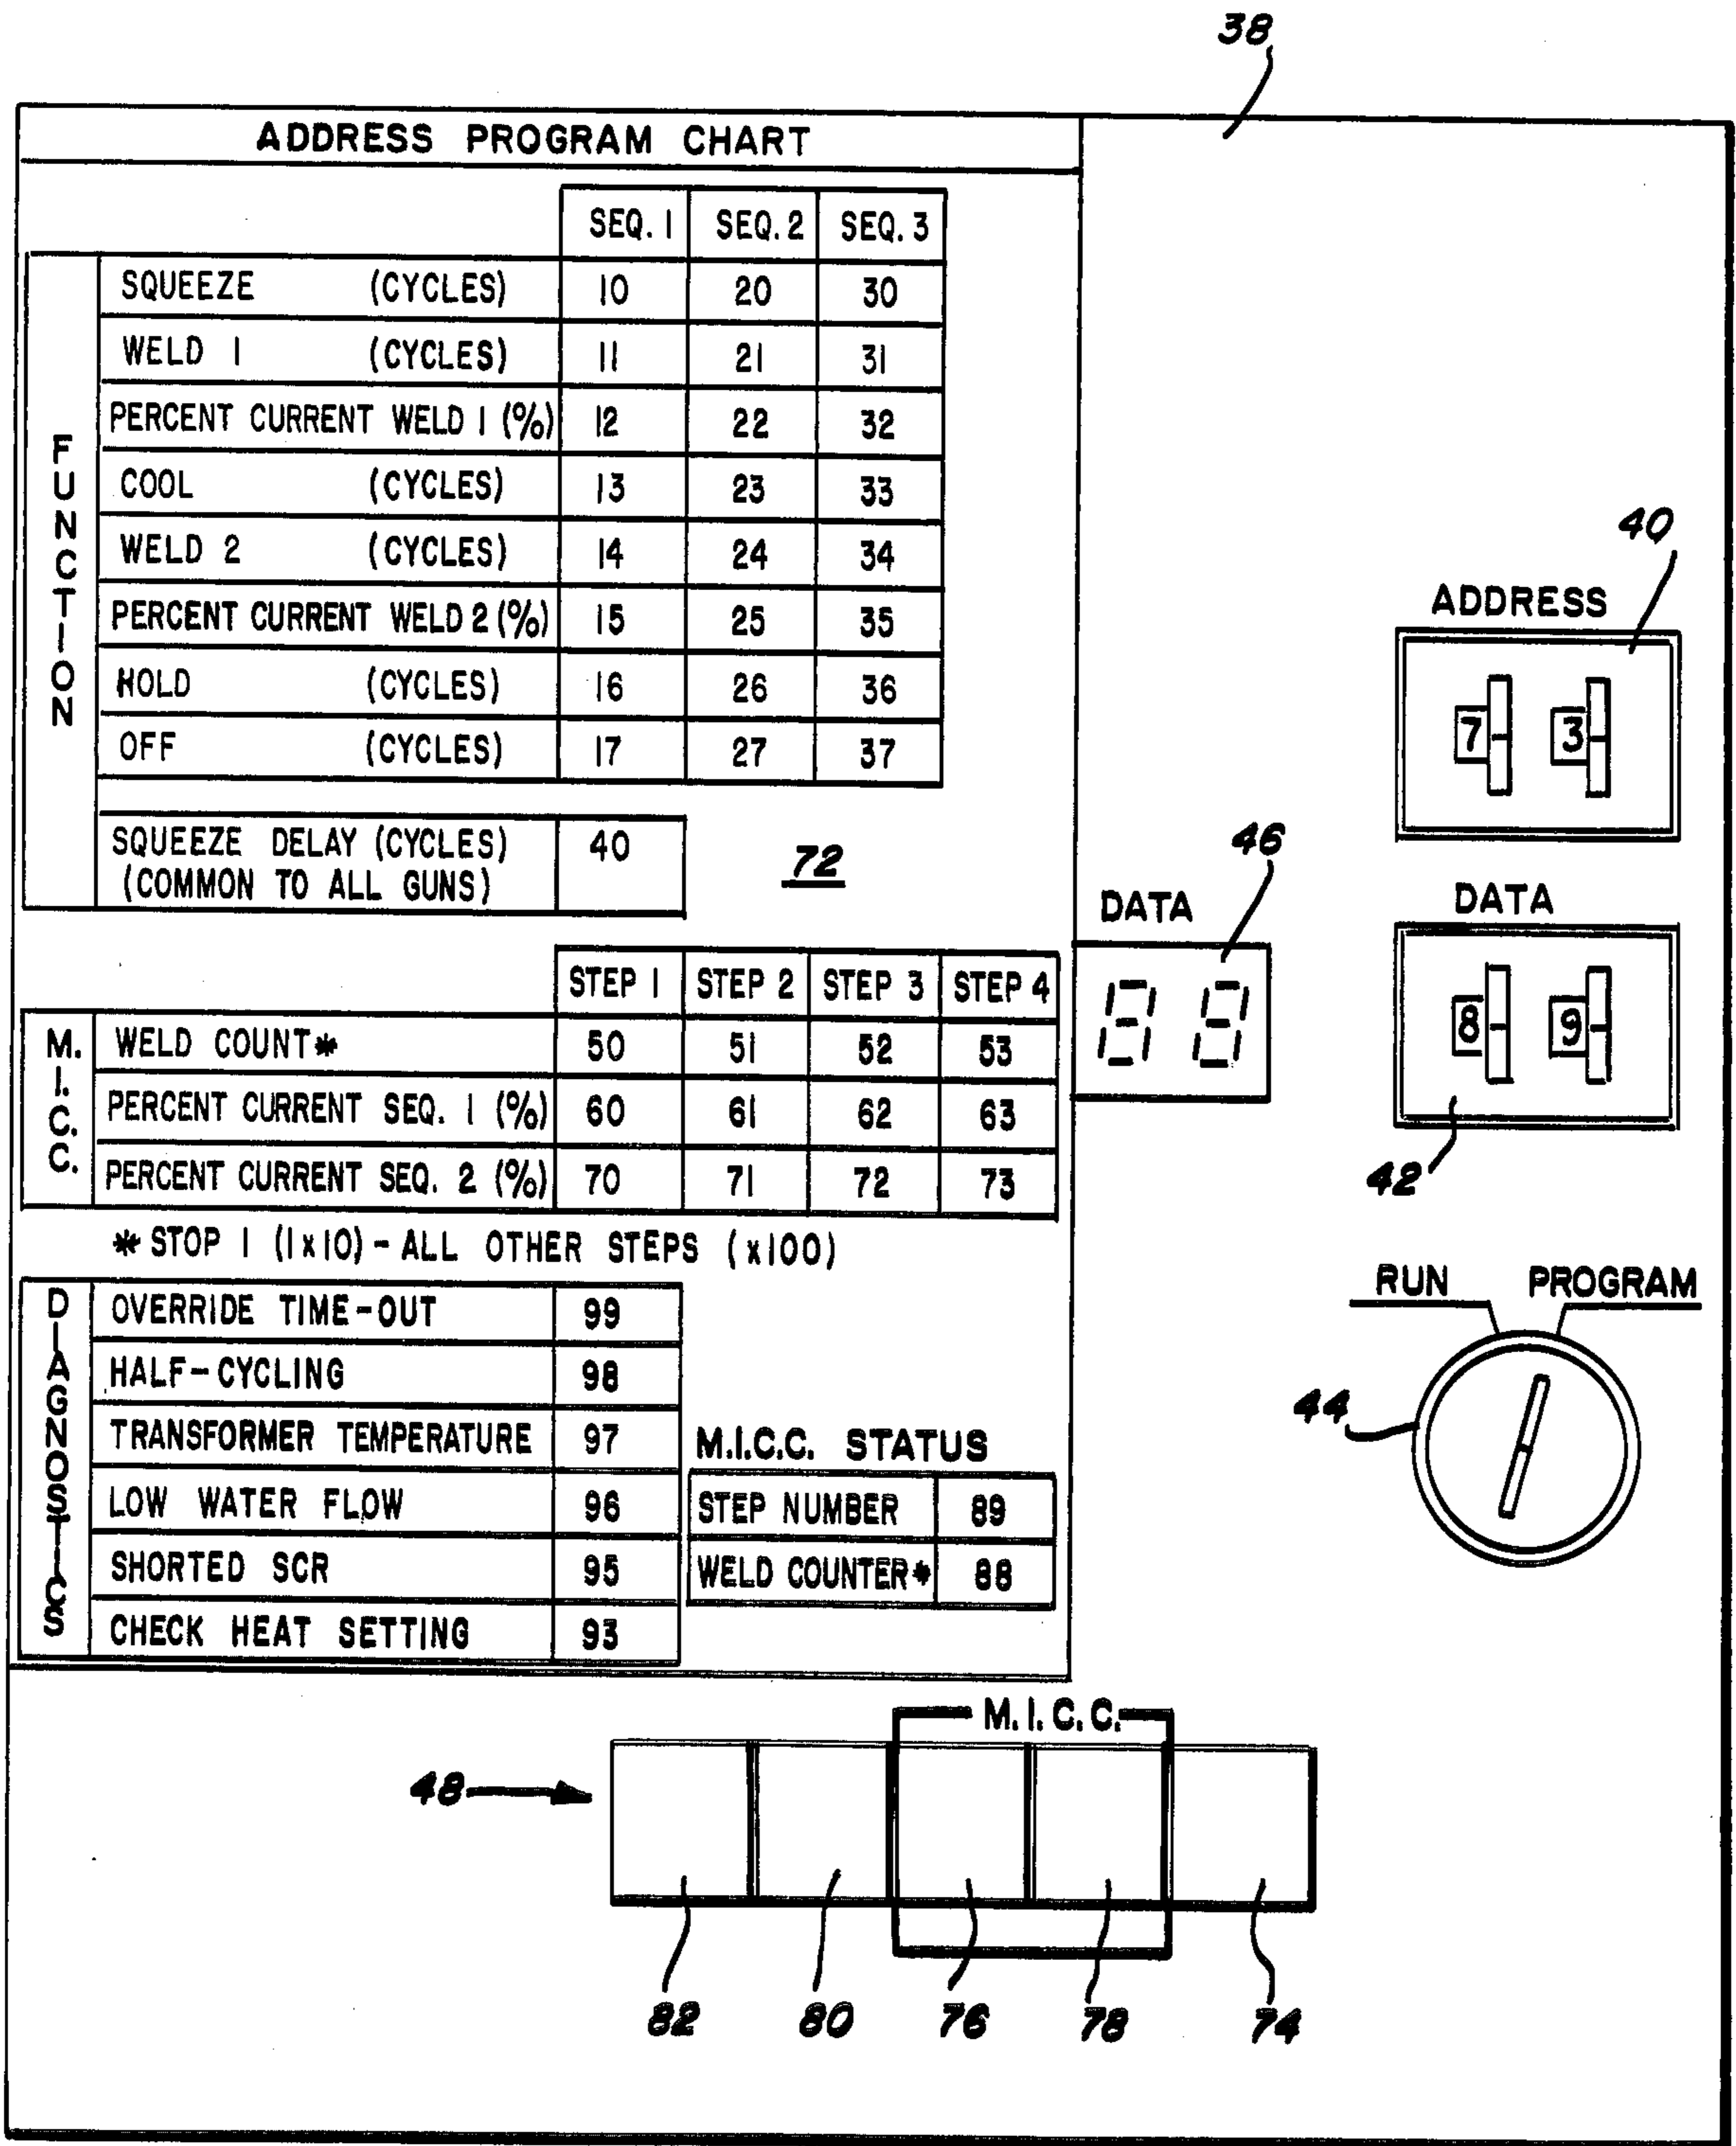 38
ADDRESS PROGRAM CHART
SEQ. 1 SEQ. 2 SEQ. 3
FUNCTION
SQUEEZE (CYCLES) 10 20 30
WELD 1 (CYCLES) 11 21 31
PERCENT CURRENT WELD 1 (%) 12 22 32
COOL (CYCLES) 13 23 33
WELD 2 (CYCLES) 14 24 34
PERCENT CURRENT WELD 2 (%) 15 25 35
HOLD (CYCLES) 16 26 36
OFF (CYCLES) 17 27 37
SQUEEZE DELAY (CYCLES) 40
(COMMON TO ALL GUNS)
72
STEP 1 STEP 2 STEP 3 STEP 4
M.I.C.C.
WELD COUNT* 50 51 52 53
PERCENT CURRENT SEQ. 1 (%) 60 61 62 63
PERCENT CURRENT SEQ. 2 (%) 70 71 72 73
* STOP 1 (1x10) - ALL OTHER STEPS (x100)
DIAGNOSTICS
OVERRIDE TIME-OUT 99
HALF-CYCLING 98
TRANSFORMER TEMPERATURE 97
LOW WATER FLOW 96
SHORTED SCR 95
CHECK HEAT SETTING 93
M.I.C.C. STATUS
STEP NUMBER 89
WELD COUNTER* 88
40
ADDRESS
7 3
46
DATA
88
DATA
8 9
42
RUN PROGRAM
44
M.I.C.C.
48
82 80 76 78 74